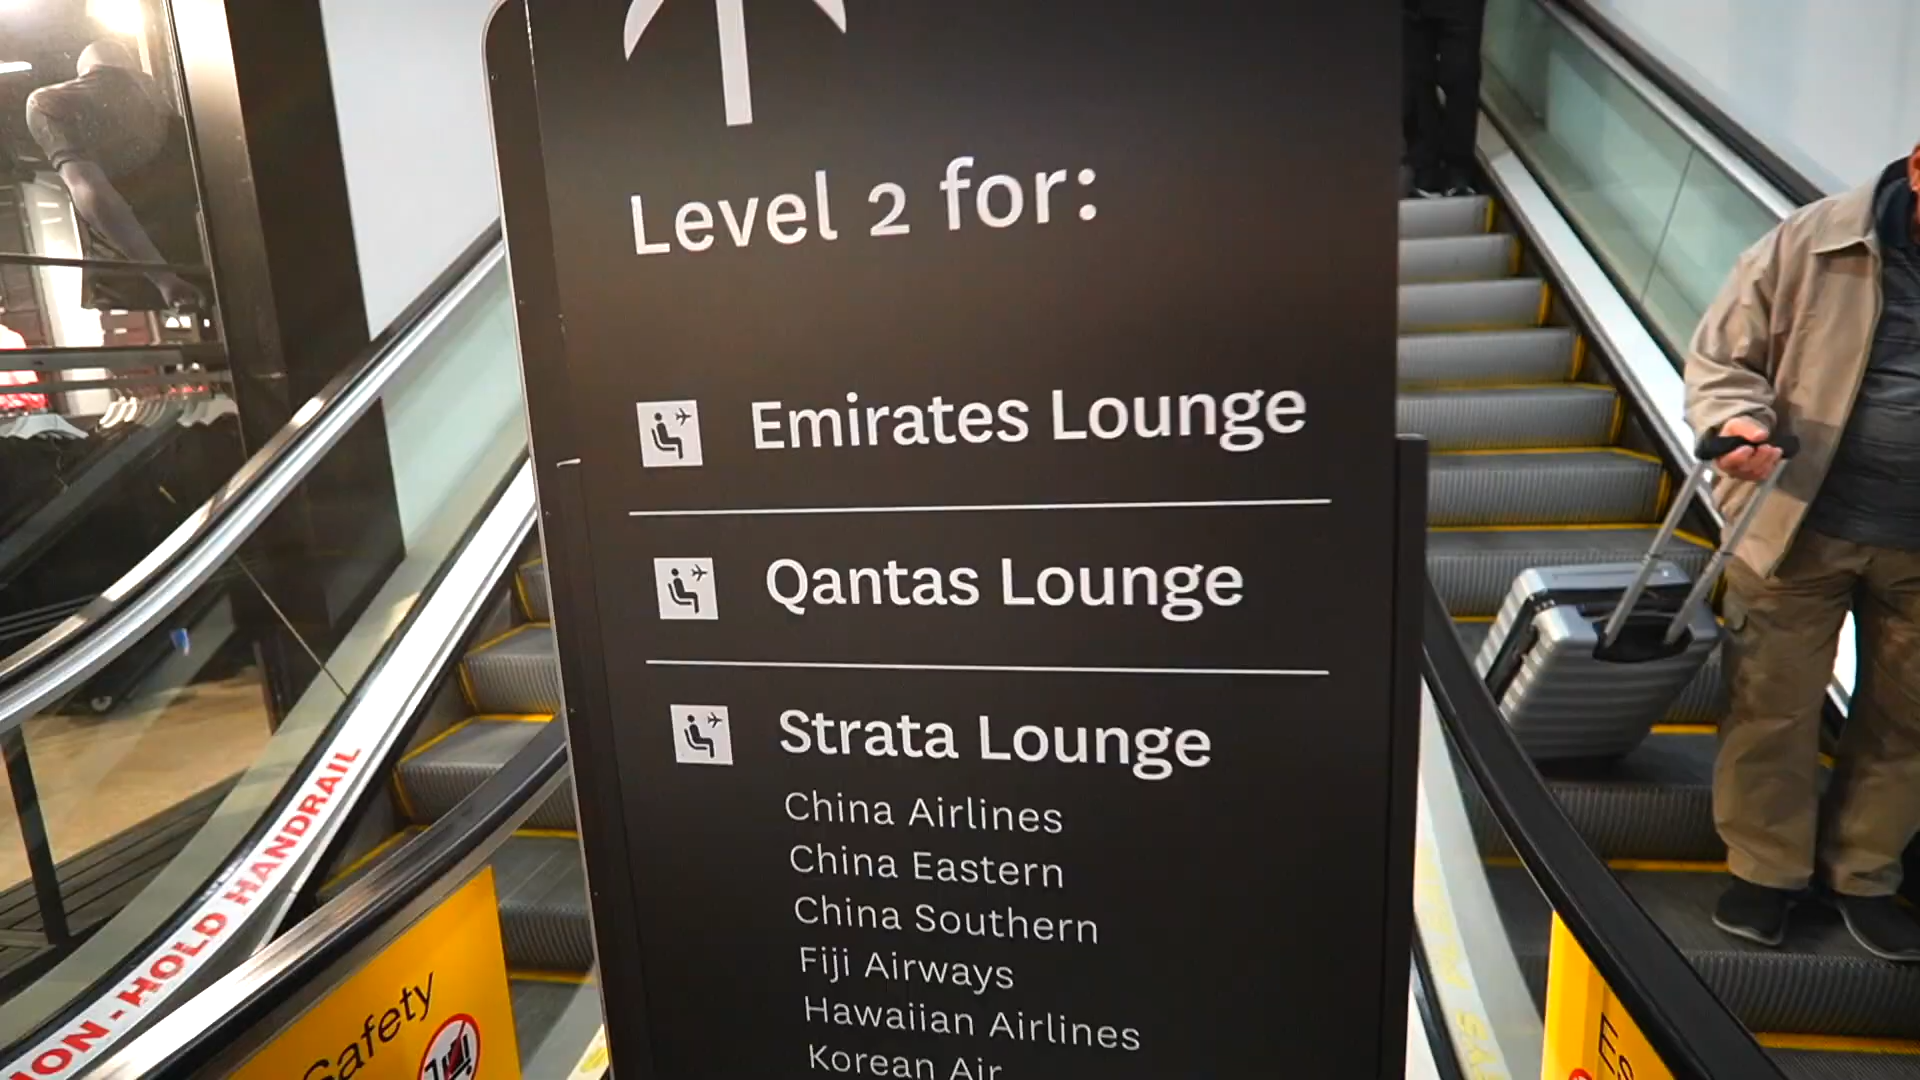 Level 2 for:
Emirates Lounge
Qantas Lounge
Strata Lounge
China Airlines
China Eastern
China Southern
Fiji Airways
Hawaiian Airlines
Korean Air
HOLD HANDRAIL
Safety